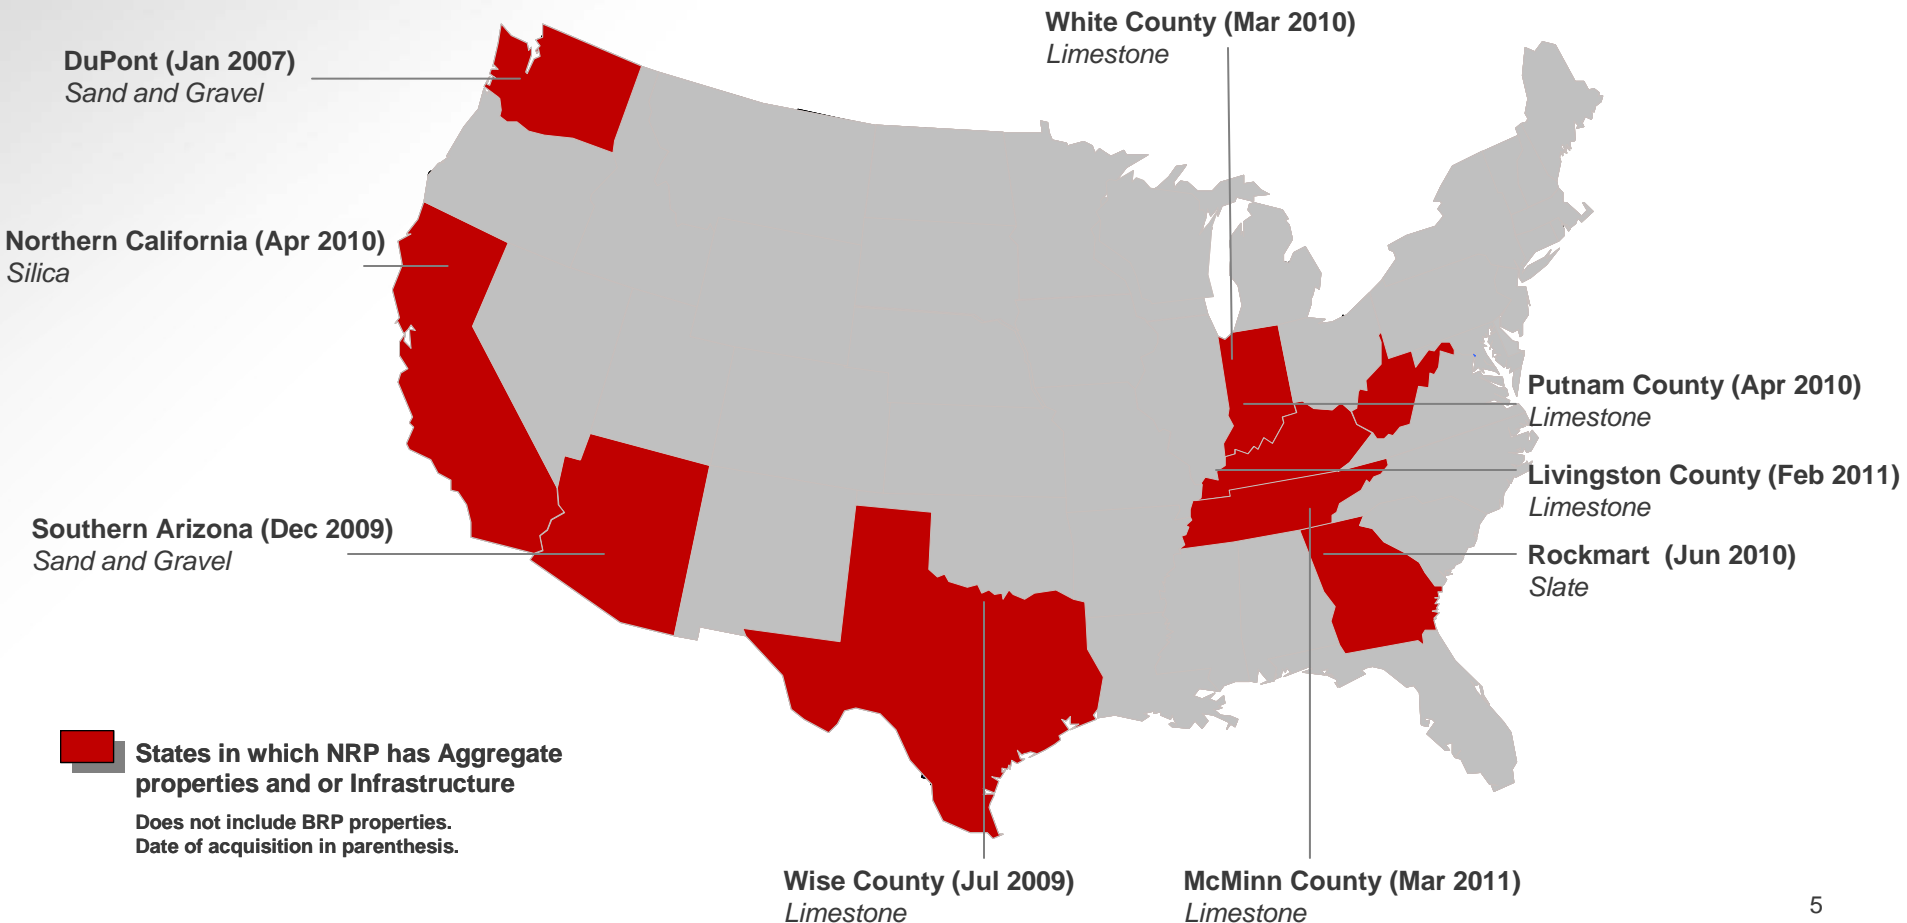 White County (Mar 2010)
Limestone
DuPont (Jan 2007)
Sand and Gravel
Northern California (Apr 2010)
Silica
Putnam County (Apr 2010)
Limestone
Livingston County (Feb 2011)
Limestone
Southern Arizona (Dec 2009)
Sand and Gravel
Rockmart (Jun 2010)
Slate
States in which NRP has Aggregate
properties and or Infrastructure
Does not include BRP properties.
Date of acquisition in parenthesis.
Wise County (Jul 2009)
Limestone
McMinn County (Mar 2011)
Limestone
5